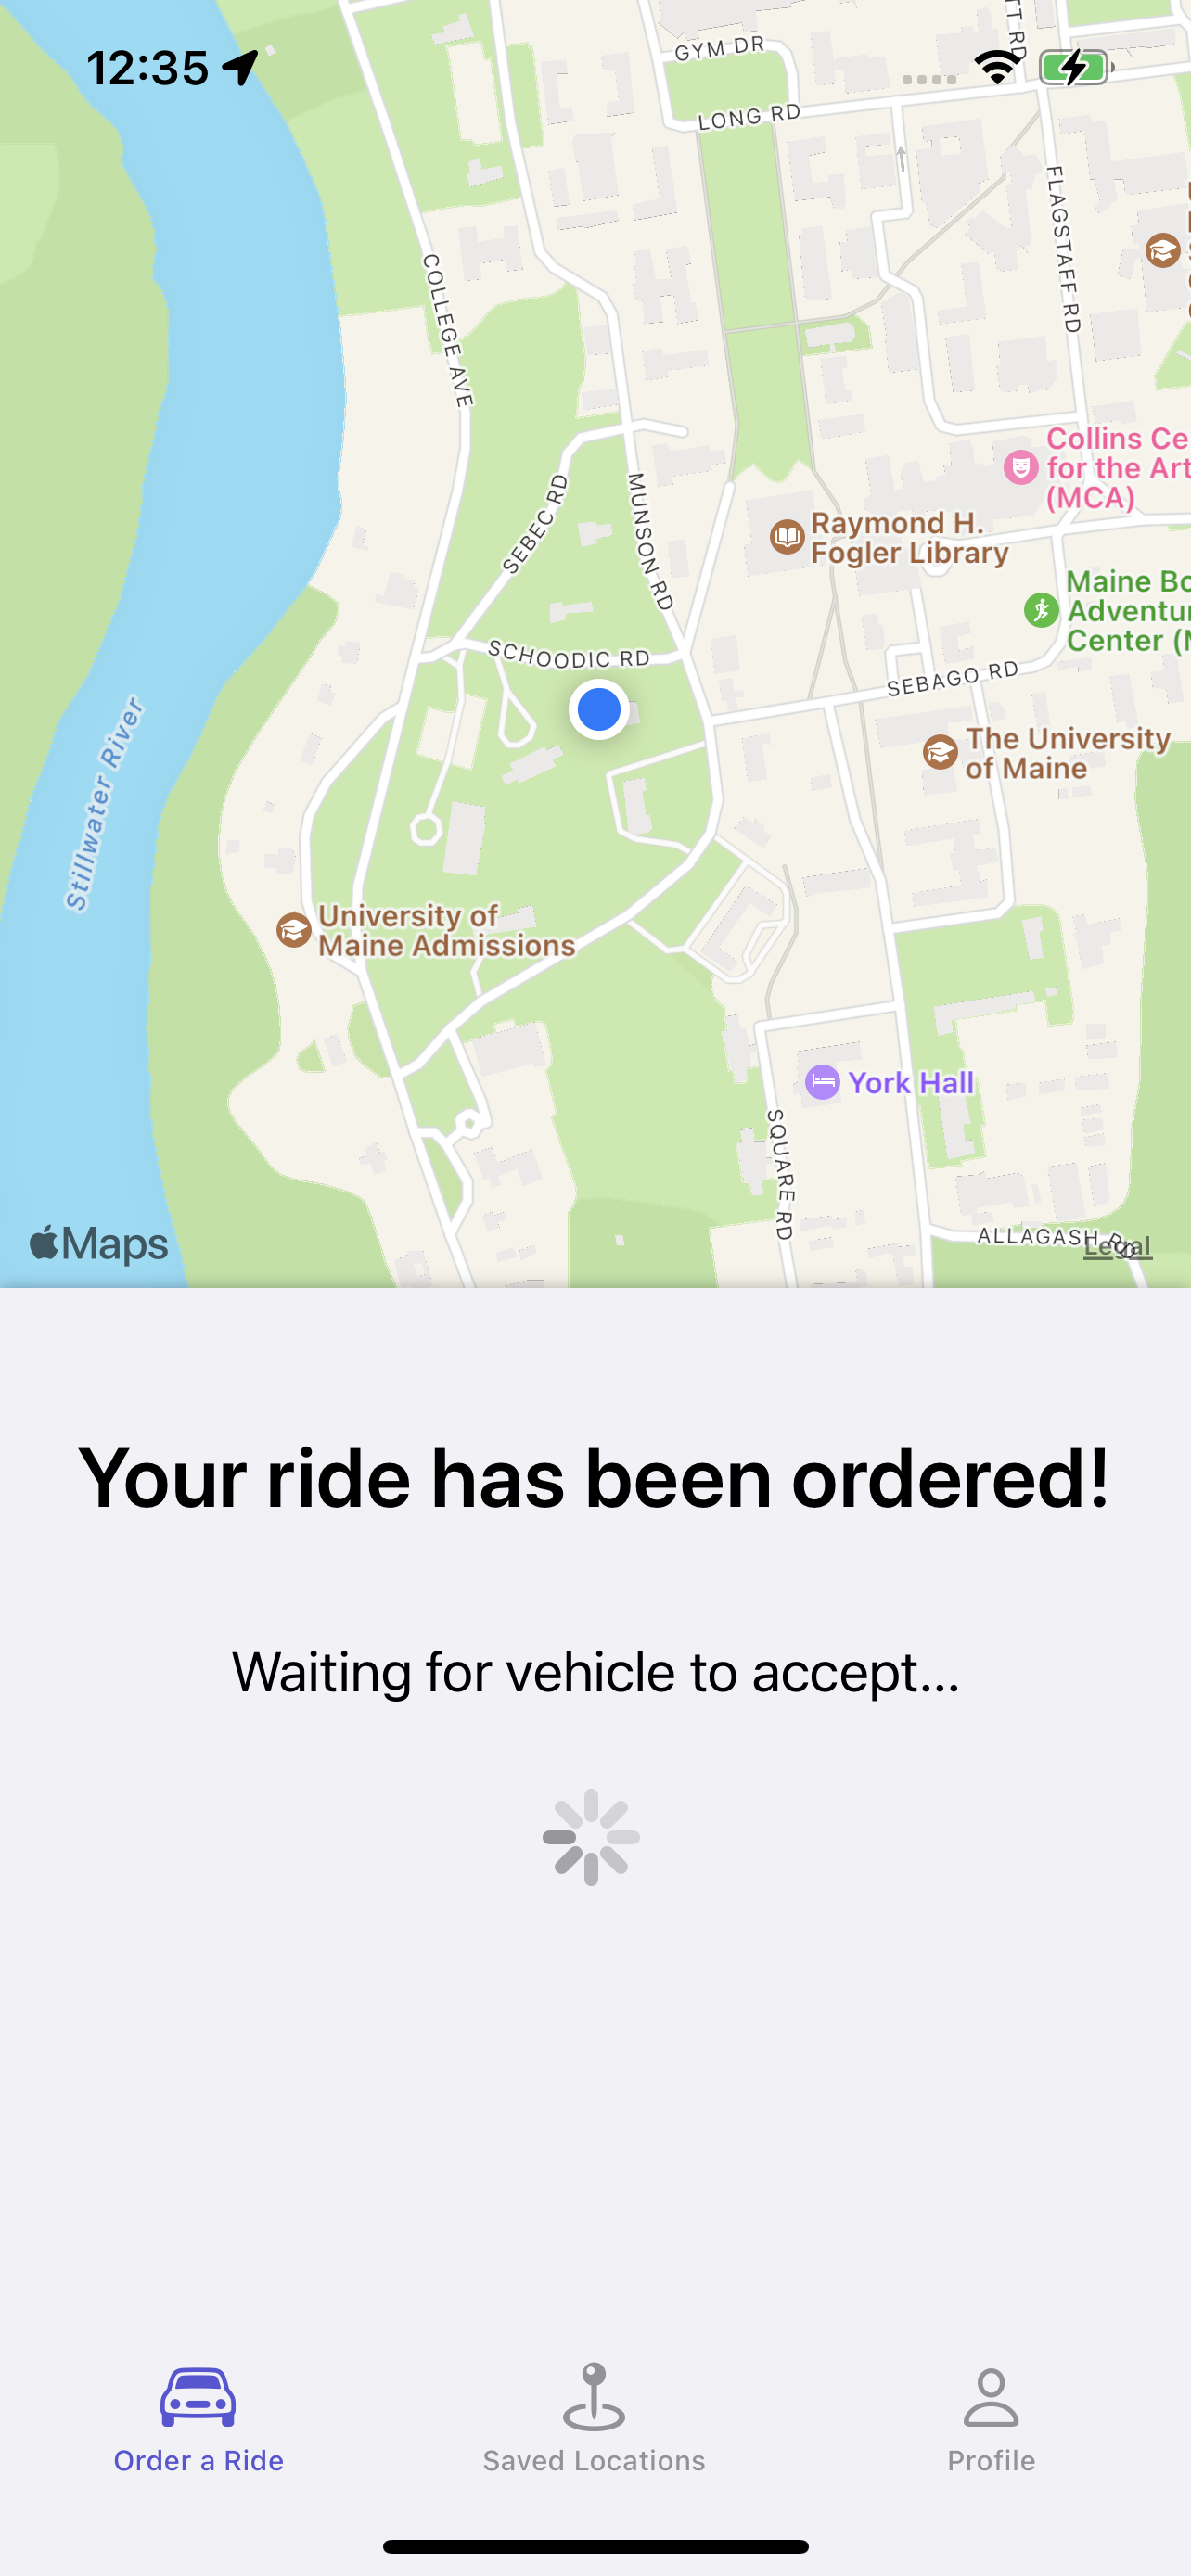 12:35
GYM DR
TT RD
LONG RD
FLAGSTAFF RD
COLLEGE AVE
Collins Ce
for the Art
(MCA)
SEBEC RD
MUNSON RD
Raymond H.
Fogler Library
Maine Bo
Adventur
Center (M
SCHOODIC RD
SEBAGO RD
Stillwater River
The University
of Maine
University of
Maine Admissions
York Hall
SQUARE RD
Maps
ALLAGASH RD
Legal
Your ride has been ordered!
Waiting for vehicle to accept...
Order a Ride
Saved Locations
Profile